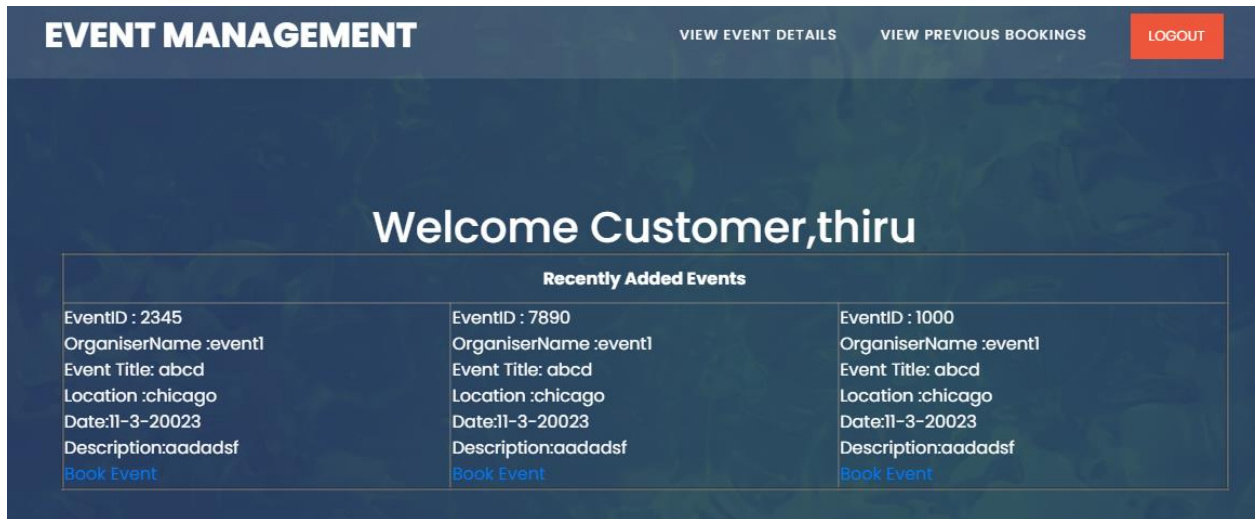 EVENT MANAGEMENT
VIEW EVENT DETAILS
VIEW PREVIOUS BOOKINGS
LOGOUT
Welcome Customer,thiru
Recently Added Events
EventID : 2345
OrganiserName :event1
Event Title: abcd
Location :chicago
Date:11-3-20023
Description:aadadsf
Book Event
EventID : 7890
OrganiserName :event1
Event Title: abcd
Location :chicago
Date:11-3-20023
Description:aadadsf
Book Event
EventID : 1000
OrganiserName :event1
Event Title: abcd
Location :chicago
Date:11-3-20023
Description:aadadsf
Book Event